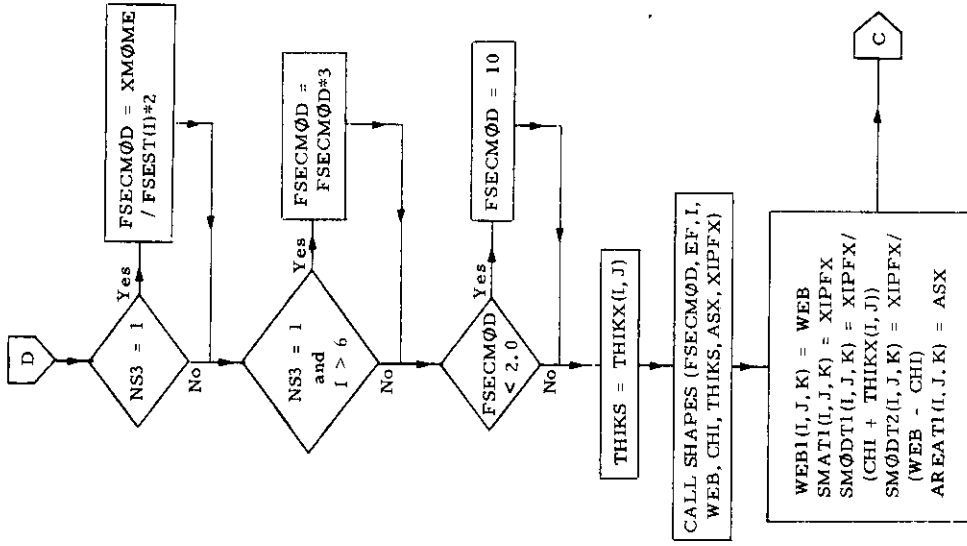 D
NS3 = 1
Yes
FSECMØD = XMØME
/ FSEST(I)*2
No
NS3 = 1
and
I > 6
Yes
FSECMØD =
FSECMØD*3
No
FSECMØD
< 2.0
Yes
FSECMØD = 10
No
THIKS = THIKX(I, J)
CALL SHAPES (FSECMØD, EF, I,
WEB, CHI, THIKS, ASX, XIPFX)
WEB1(I, J, K) = WEB
SMAT1(I, J, K) = XIPFX
SMØDT1(I, J, K) = XIPFX/
(CHI + THIKX(I, J))
SMØDT2(I, J, K) = XIPFX/
(WEB - CHI)
AREAT1(I, J, K) = ASX
C